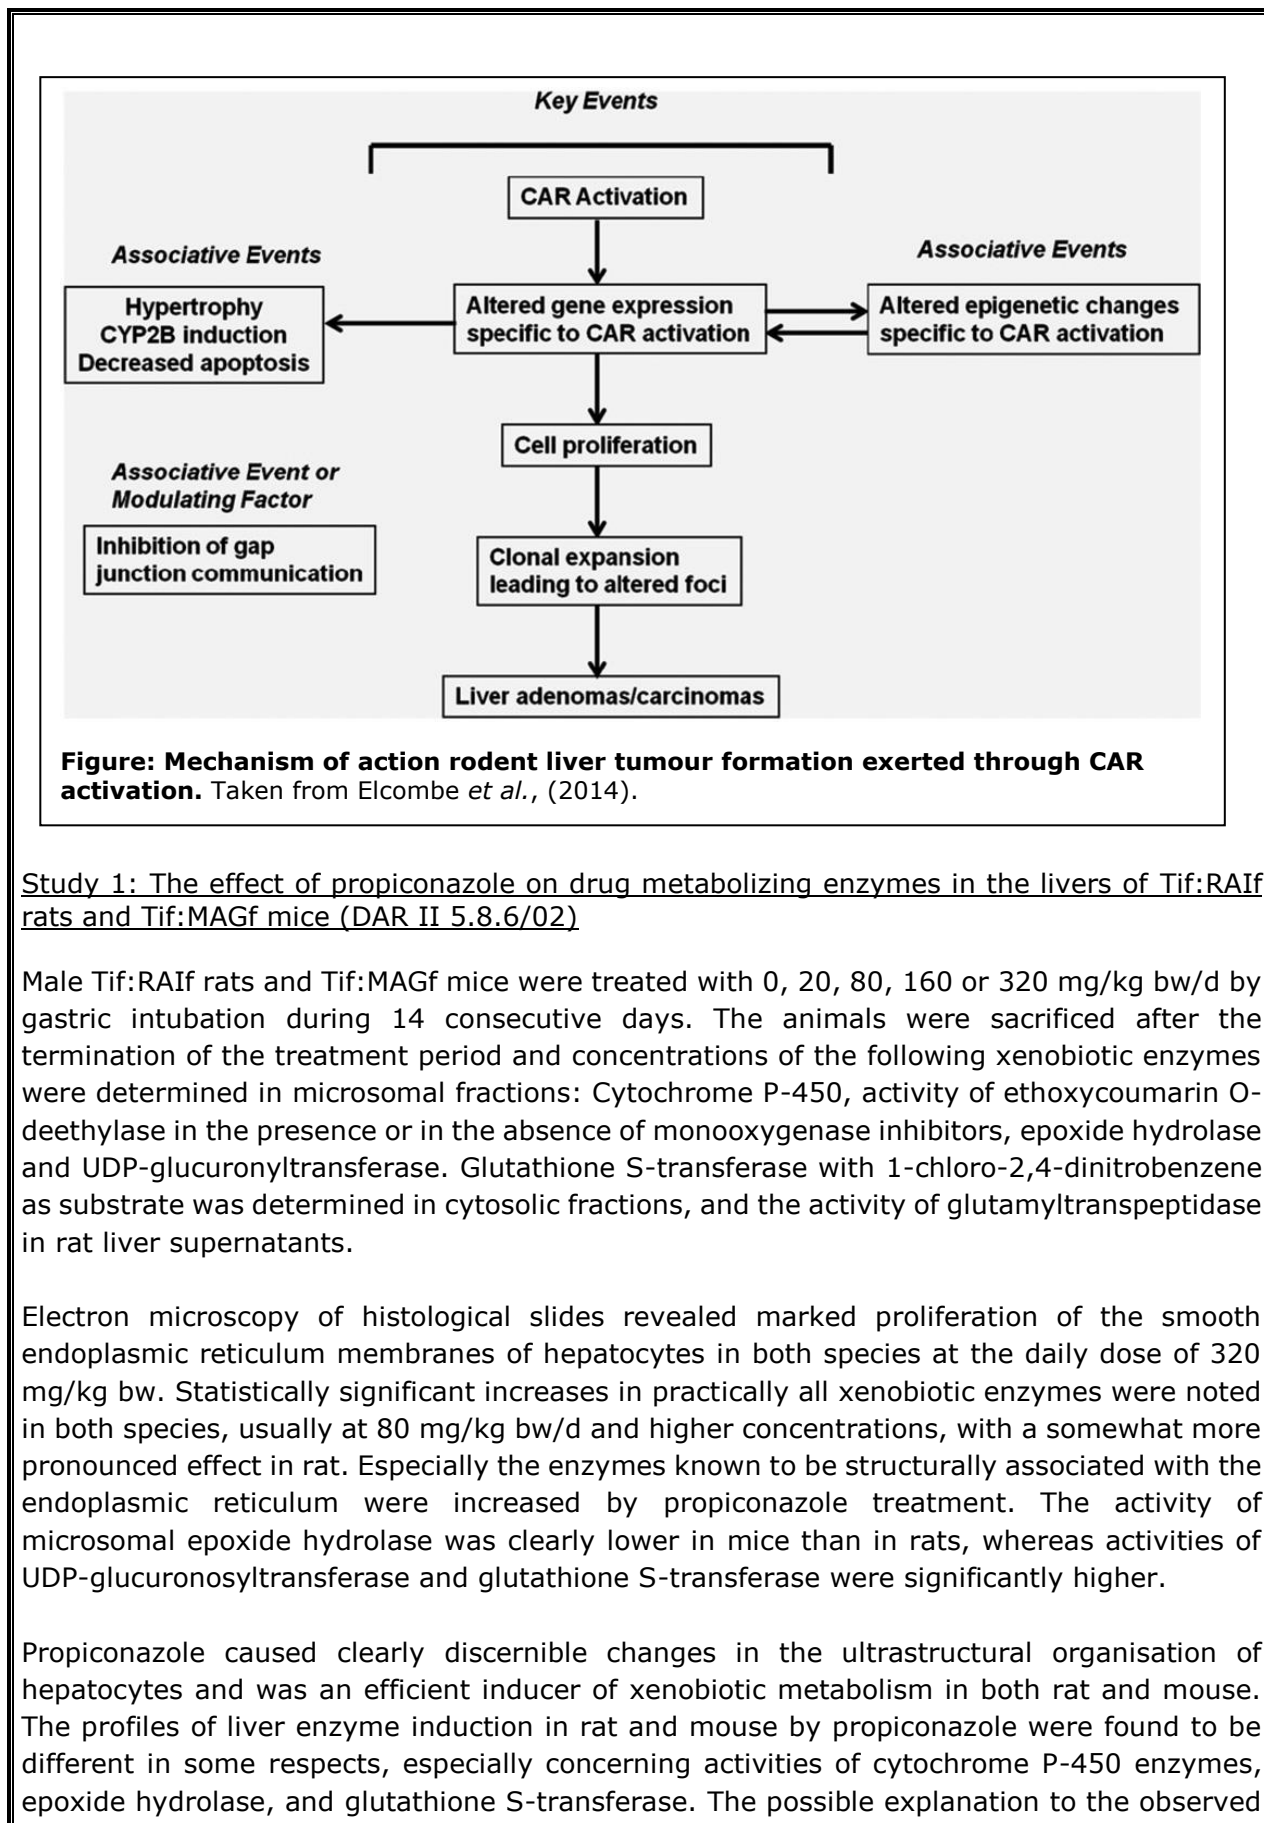 Key Events
CAR Activation
Associative Events
Associative Events
Hypertrophy
CYP2B induction
Decreased apoptosis
Altered gene expression
specific to CAR activation
Altered epigenetic changes
specific to CAR activation
Cell proliferation
Associative Event or
Modulating Factor
Inhibition of gap
junction communication
Clonal expansion
leading to altered foci
Liver adenomas/carcinomas
Figure: Mechanism of action rodent liver tumour formation exerted through CAR
activation. Taken from Elcombe et al., (2014).
Study 1: The effect of propiconazole on drug metabolizing enzymes in the livers of Tif:RAIf
rats and Tif:MAGf mice (DAR II 5.8.6/02)
Male Tif:RAIf rats and Tif:MAGf mice were treated with 0, 20, 80, 160 or 320 mg/kg bw/d by
gastric intubation during 14 consecutive days. The animals were sacrificed after the
termination of the treatment period and concentrations of the following xenobiotic enzymes
were determined in microsomal fractions: Cytochrome P-450, activity of ethoxycoumarin O-
deethylase in the presence or in the absence of monooxygenase inhibitors, epoxide hydrolase
and UDP-glucuronyltransferase. Glutathione S-transferase with 1-chloro-2,4-dinitrobenzene
as substrate was determined in cytosolic fractions, and the activity of glutamyltranspeptidase
in rat liver supernatants.
Electron microscopy of histological slides revealed marked proliferation of the smooth
endoplasmic reticulum membranes of hepatocytes in both species at the daily dose of 320
mg/kg bw. Statistically significant increases in practically all xenobiotic enzymes were noted
in both species, usually at 80 mg/kg bw/d and higher concentrations, with a somewhat more
pronounced effect in rat. Especially the enzymes known to be structurally associated with the
endoplasmic reticulum were increased by propiconazole treatment. The activity of
microsomal epoxide hydrolase was clearly lower in mice than in rats, whereas activities of
UDP-glucuronosyltransferase and glutathione S-transferase were significantly higher.
Propiconazole caused clearly discernible changes in the ultrastructural organisation of
hepatocytes and was an efficient inducer of xenobiotic metabolism in both rat and mouse.
The profiles of liver enzyme induction in rat and mouse by propiconazole were found to be
different in some respects, especially concerning activities of cytochrome P-450 enzymes,
epoxide hydrolase, and glutathione S-transferase. The possible explanation to the observed